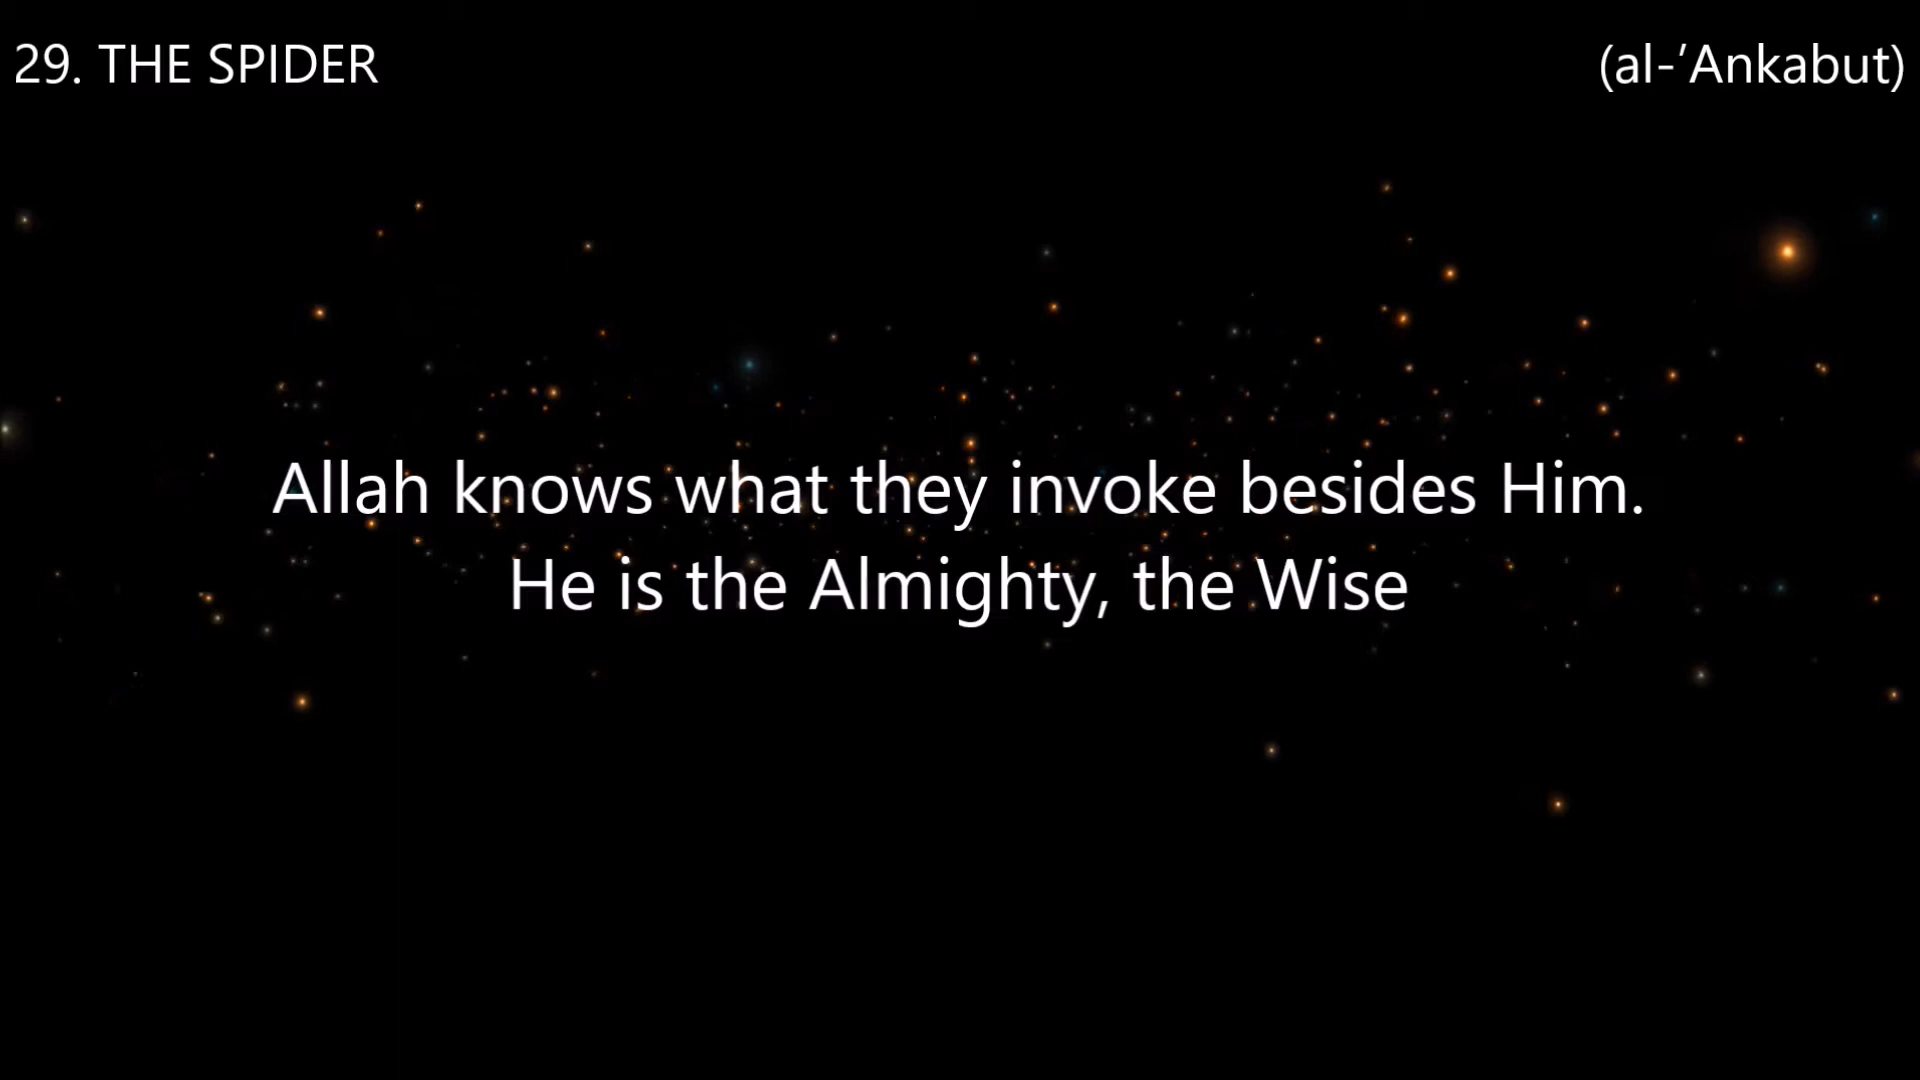 29. THE SPIDER
(al-’Ankabut)
Allah knows what they invoke besides Him.
He is the Almighty, the Wise